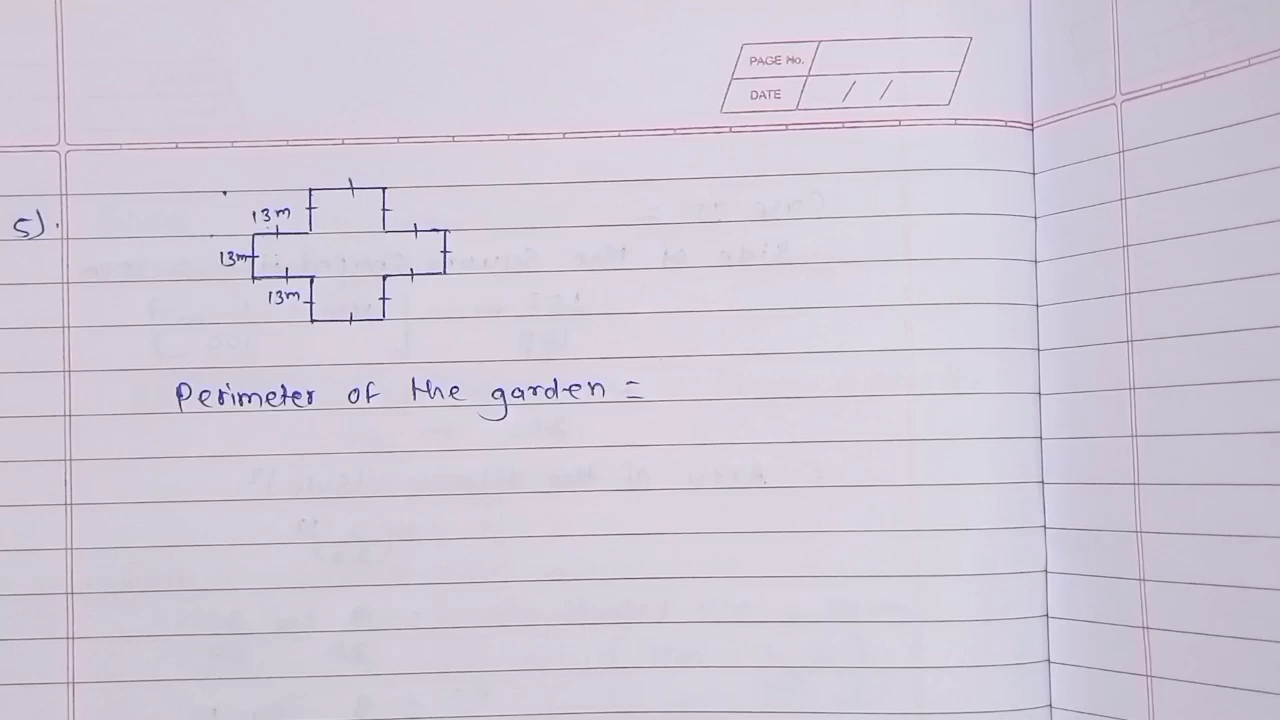 PAGE No.
DATE / /
5).
13m
13m
13m
Perimeter of the garden =